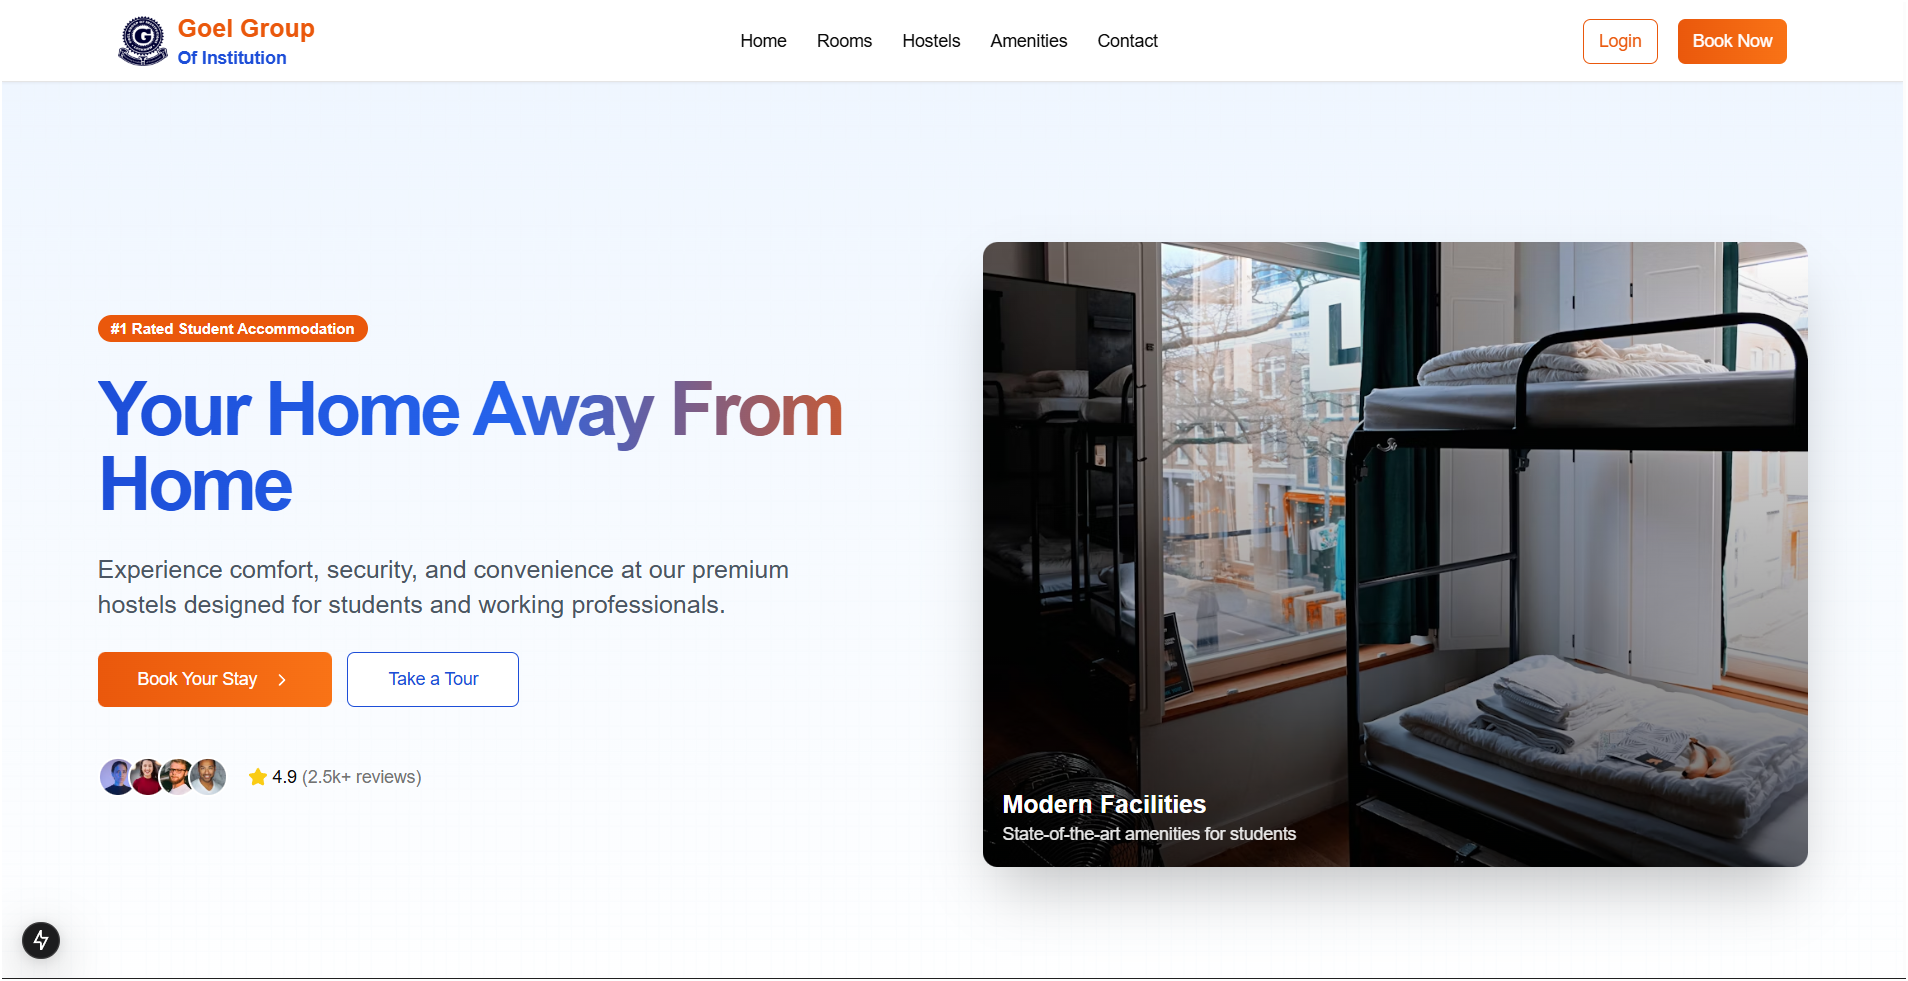 Goel Group
Of Institution
Home
Rooms
Hostels
Amenities
Contact
Login
Book Now
#1 Rated Student Accommodation
Your Home Away From
Home
Experience comfort, security, and convenience at our premium
hostels designed for students and working professionals.
Book Your Stay
Take a Tour
4.9 (2.5k+ reviews)
Modern Facilities
State-of-the-art amenities for students